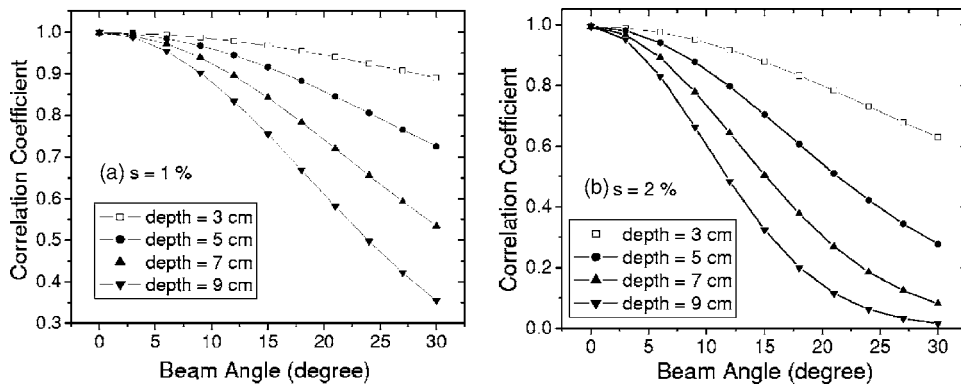 Correlation Coefficient
1.0
0.9
0.8
0.7
0.6
0.5
0.4
0.3
(a) s = 1 %
depth = 3 cm
depth = 5 cm
depth = 7 cm
depth = 9 cm
0 5 10 15 20 25 30
Beam Angle (degree)
Correlation Coefficient
1.0
0.8
0.6
0.4
0.2
0.0
(b) s = 2 %
depth = 3 cm
depth = 5 cm
depth = 7 cm
depth = 9 cm
0 5 10 15 20 25 30
Beam Angle (degree)